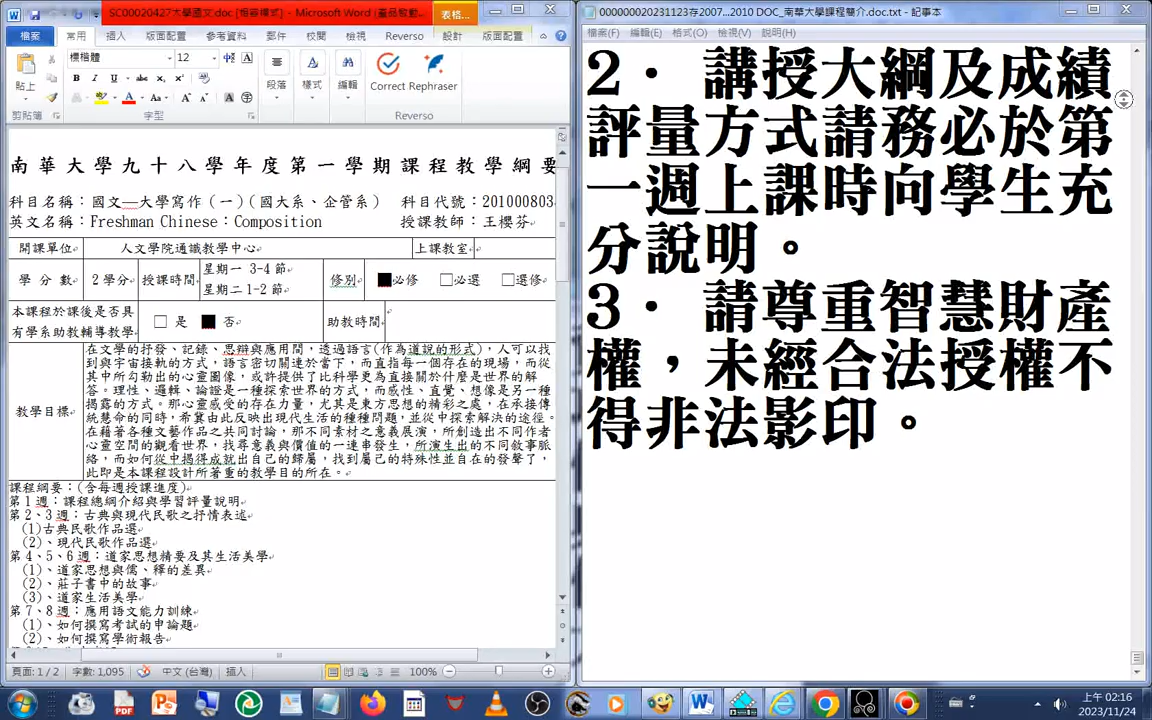 SC00020427大學國文.doc [相容模式] - Microsoft Word (產品啟動...
表格...
檔案 常用 插入 版面配置 參考資料 郵件 校閱 檢視 Reverso 設計 版面配置
標楷體 12
貼上 段落 樣式 編輯 Correct Rephraser
剪貼簿 字型 Reverso
南華大學九十八學年度第一學期課程教學綱要
科目名稱：國文—大學寫作(一)(國大系、企管系) 科目代號：201000803
英文名稱：Freshman Chinese：Composition 授課教師：王櫻芬
開課單位 人文學院通識教學中心 上課教室
學 分 數 2 學分 授課時間 星期一 3-4 節 修別 ■必修 □必選 □選修
星期二 1-2 節
本課程於課後是否具 □ 是 ■ 否 助教時間
有學系助教輔導教學
教學目標
在文學的抒發、記錄、思辯與應用間，透過語言(作為道說的形式)，人可以找
到與宇宙接軌的方式，語言密切關連於當下，而直指每一個存在的現場，而從
其中所勾勒出的心靈圖像，或許提供了比科學更為直接關於什麼是世界的解
答。理性、邏輯、論證是一種探索世界的方式，而感性、直覺、想像是另一種
揭露的方式。那心靈感受的存在力量，尤其是東方思想的精彩之處，在承接傳
統慧命的同時，希冀由此反映出現代生活的種種問題，並從中探索解決的途徑。
在藉著各種文藝作品之共同討論，那不同素材之意義展演，所創造出不同作者
心靈空間的觀看世界，找尋意義與價值的一連串發生，所演生出的不同敘事脈
絡，而如何從中揭得成就出自己的歸屬，找到屬己的特殊性並自在的發聲了，
此即是本課程設計所著重的教學目的所在。
課程綱要：(含每週授課進度)
第1週：課程總綱介紹與學習評量說明
第2、3週：古典與現代民歌之抒情表述
(1)古典民歌作品選
(2)、現代民歌作品選
第4、5、6週：道家思想精要及其生活美學
(1)、道家思想與儒、釋的差異
(2)、莊子書中的故事
(3)、道家生活美學
第7、8週：應用語文能力訓練
(1)、如何撰寫考試的申論題
(2)、如何撰寫學術報告
頁面: 1 / 2 字數: 1,095 中文 (台灣) 插入 100%
000000020231123存2007...2010 DOC_南華大學課程簡介.doc.txt - 記事本
檔案(F) 編輯(E) 格式(O) 檢視(V) 說明(H)
2． 講授大綱及成績
評量方式請務必於第
一週上課時向學生充
分說明。
3． 請尊重智慧財產
權，未經合法授權不
得非法影印。
上午 02:16
2023/11/24